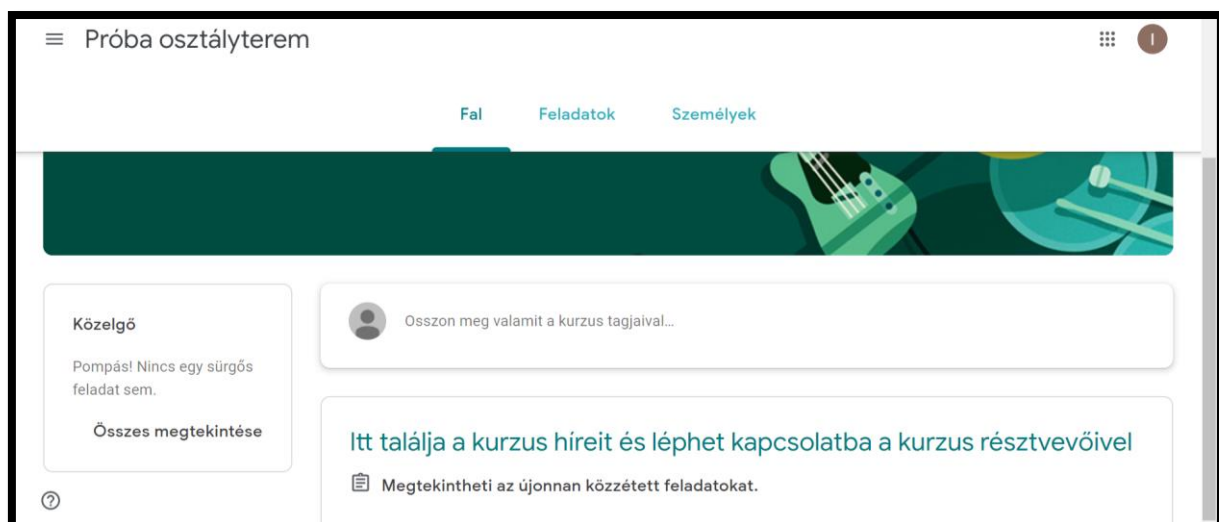 Próba osztályterem
I
Fal Feladatok Személyek
Közelgő
Pompás! Nincs egy sürgős
feladat sem.
Összes megtekintése
Osszon meg valamit a kurzus tagjaival...
Itt találja a kurzus híreit és léphet kapcsolatba a kurzus résztvevőivel
Megtekintheti az újonnan közzétett feladatokat.